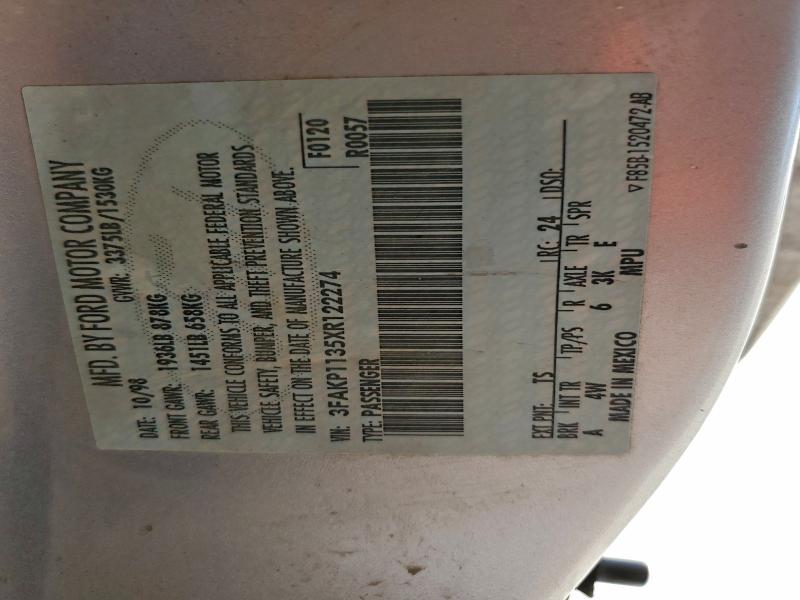 MFD. BY FORD MOTOR COMPANY
DATE: 10/98 GVWR: 3375LB/1530KG
FRONT GAWR: 1936LB 878KG
REAR GAWR: 1451LB 658KG
THIS VEHICLE CONFORMS TO ALL APPLICABLE FEDERAL MOTOR
VEHICLE SAFETY, BUMPER, AND THEFT PREVENTION STANDARDS
IN EFFECT ON THE DATE OF MANUFACTURE SHOWN ABOVE.
VIN: 3FAKP1135XR122274 F0120
TYPE: PASSENGER R0057
EXT PNT: TS RC: 24 DSO:
BRK INT TR TP/PS R AXLE TR SPR
A 4W 6 3K E
MADE IN MEXICO MPU
▽ F85B-1520472-AB